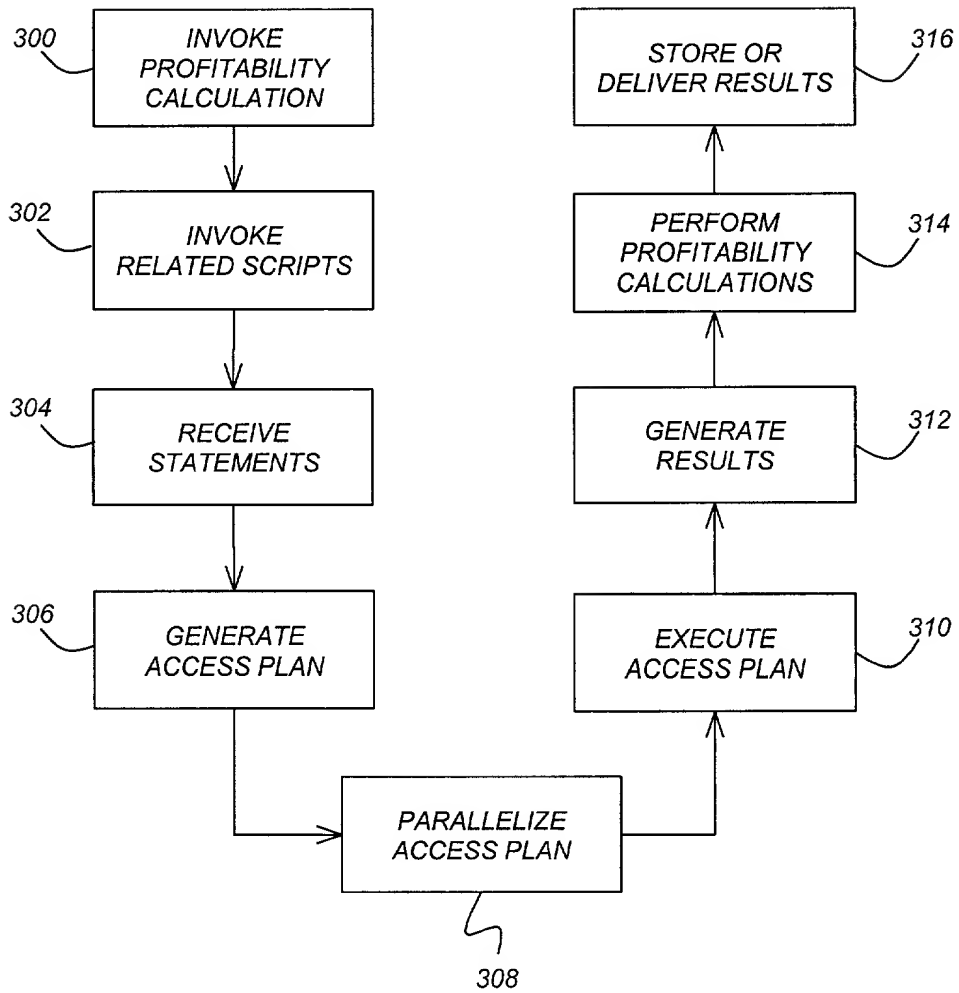 300
INVOKE
PROFITABILITY
CALCULATION
302
INVOKE
RELATED SCRIPTS
304
RECEIVE
STATEMENTS
306
GENERATE
ACCESS PLAN
PARALLELIZE
ACCESS PLAN
308
EXECUTE
ACCESS PLAN
310
GENERATE
RESULTS
312
PERFORM
PROFITABILITY
CALCULATIONS
314
STORE OR
DELIVER RESULTS
316